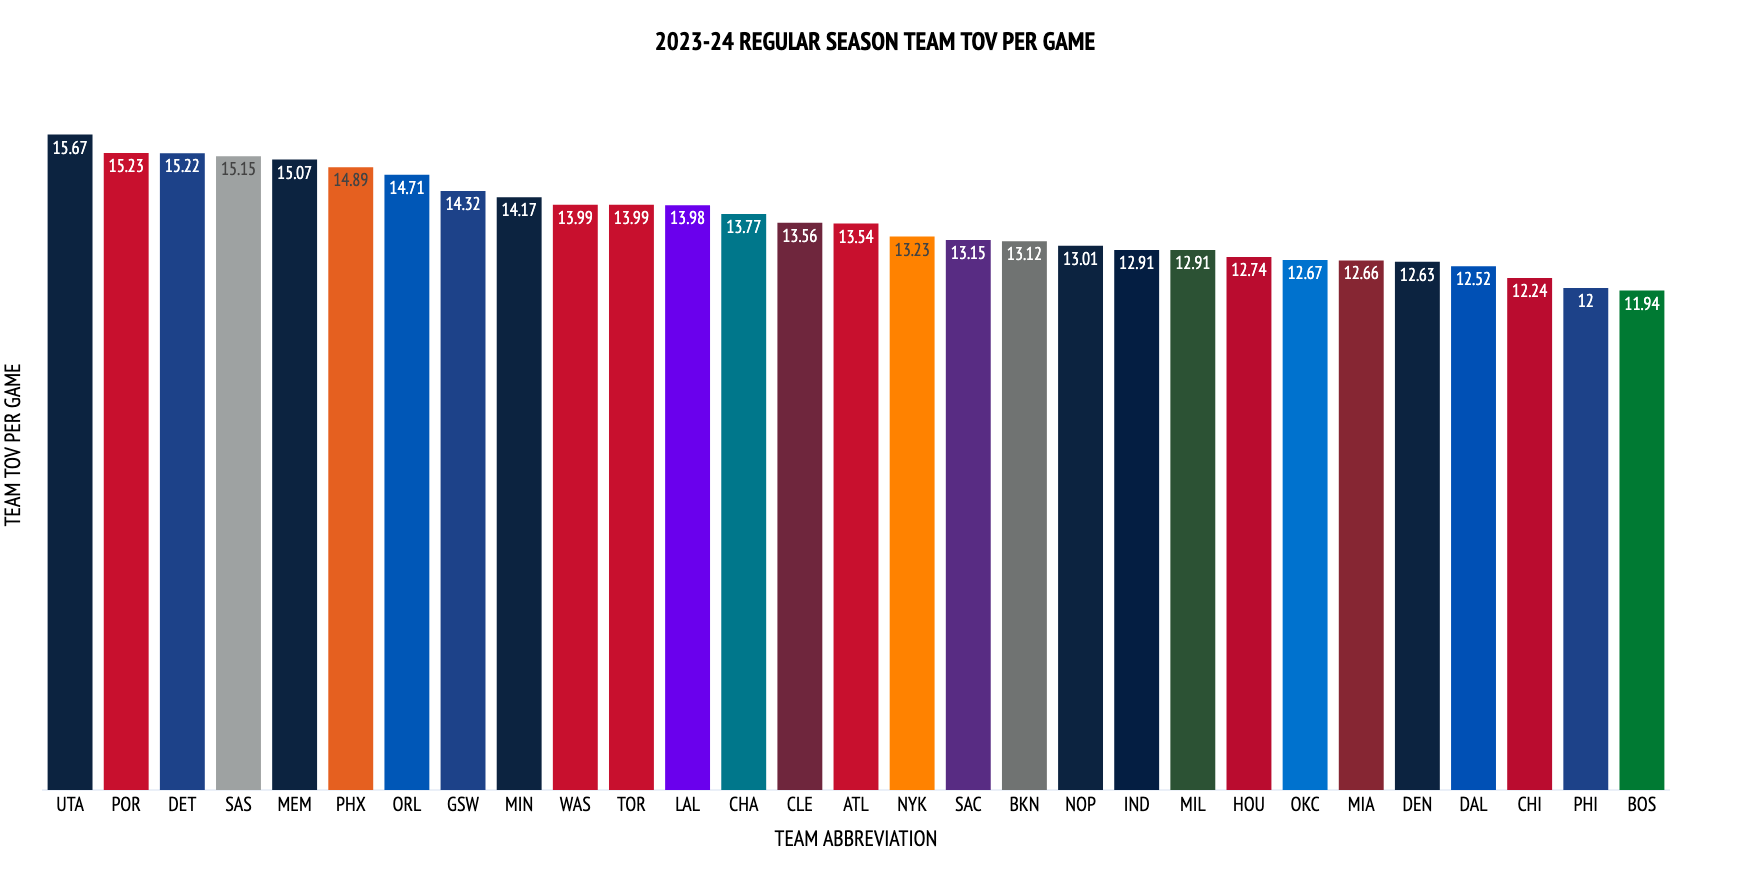 2023-24 REGULAR SEASON TEAM TOV PER GAME
15.67 15.23 15.22 15.15 15.07 14.89 14.71 14.32 14.17 13.99 13.99 13.98 13.77 13.56 13.54 13.23 13.15 13.12 13.01 12.91 12.91 12.74 12.67 12.66 12.63 12.52 12.24 12 11.94
TEAM TOV PER GAME
UTA POR DET SAS MEM PHX ORL GSW MIN WAS TOR LAL CHA CLE ATL NYK SAC BKN NOP IND MIL HOU OKC MIA DEN DAL CHI PHI BOS
TEAM ABBREVIATION